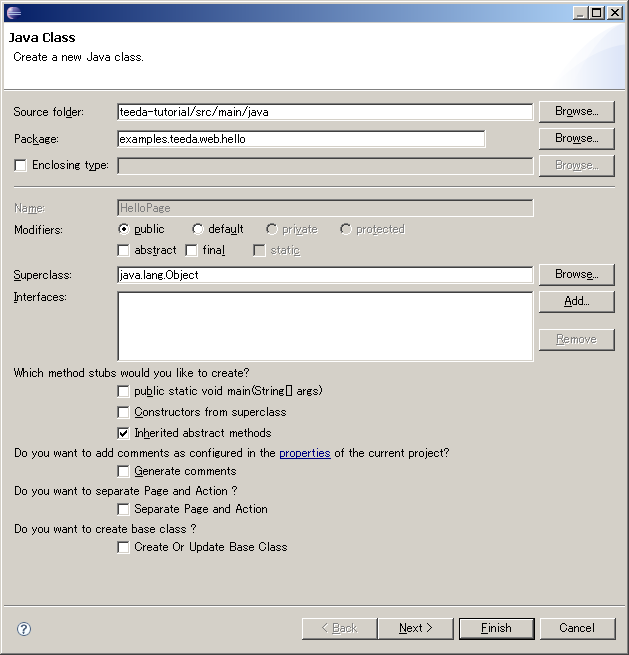 Java Class
Create a new Java class.
Source folder: teeda-tutorial/src/main/java Browse...
Package: examples.teeda.web.hello Browse...
Enclosing type: Browse...
Name: HelloPage
Modifiers: public default private protected
abstract final static
Superclass: java.lang.Object Browse...
Interfaces: Add...
Remove
Which method stubs would you like to create?
public static void main(String[] args)
Constructors from superclass
Inherited abstract methods
Do you want to add comments as configured in the properties of the current project?
Generate comments
Do you want to separate Page and Action ?
Separate Page and Action
Do you want to create base class ?
Create Or Update Base Class
? < Back Next > Finish Cancel